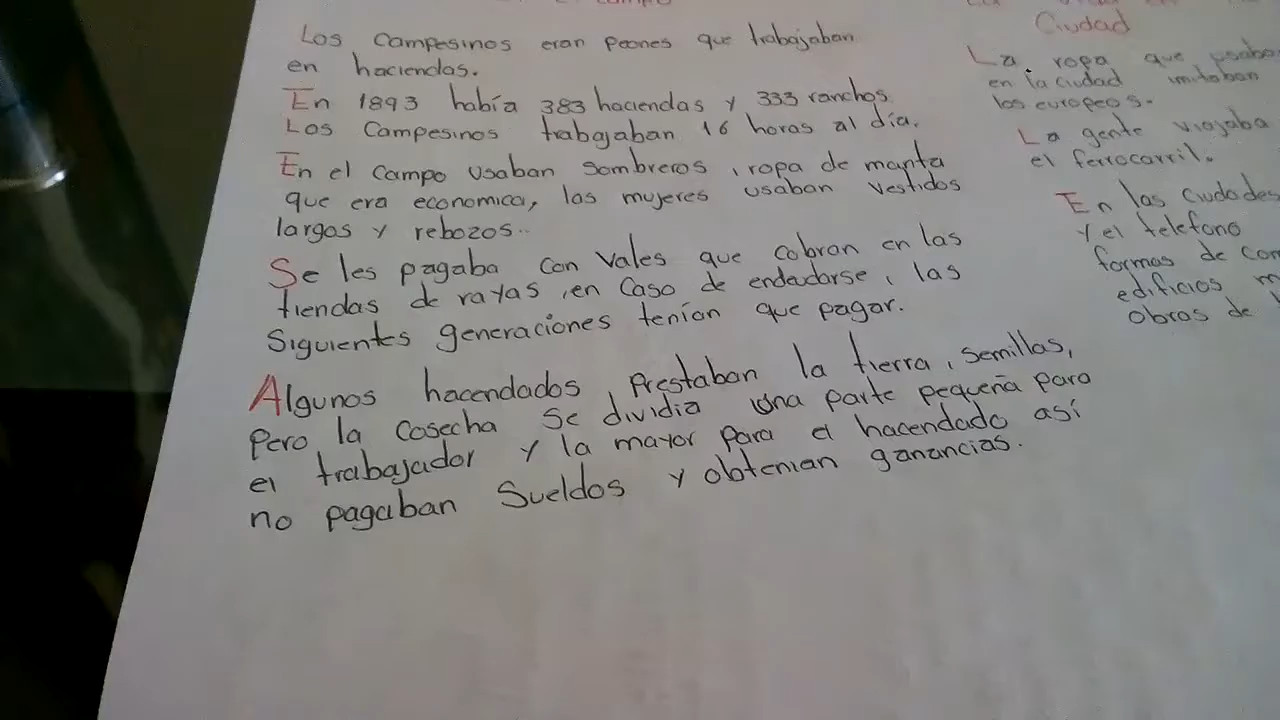 campo
Los campesinos eran peones que trabajaban
en haciendas.
En 1893 había 383 haciendas y 333 ranchos.
Los campesinos trabajaban 16 horas al día.
En el campo usaban sombreros, ropa de manta
que era economica, las mujeres usaban vestidos
largos y rebozos..
Se les pagaba con vales que cobran en las
tiendas de rayas, en caso de endeudarse, las
siguientes generaciones tenían que pagar.
Algunos hacendados, prestaban la tierra, semillas,
pero la cosecha se dividia una parte pequeña para
el trabajador y la mayor para el hacendado así
no pagaban sueldos y obtenian ganancias.
Ciudad
La ropa que usaba
en la ciudad imitaban
los europeos.
La gente viajaba
el ferrocarril.
En las ciudades
y el telefono
formas de
edificios
obras de